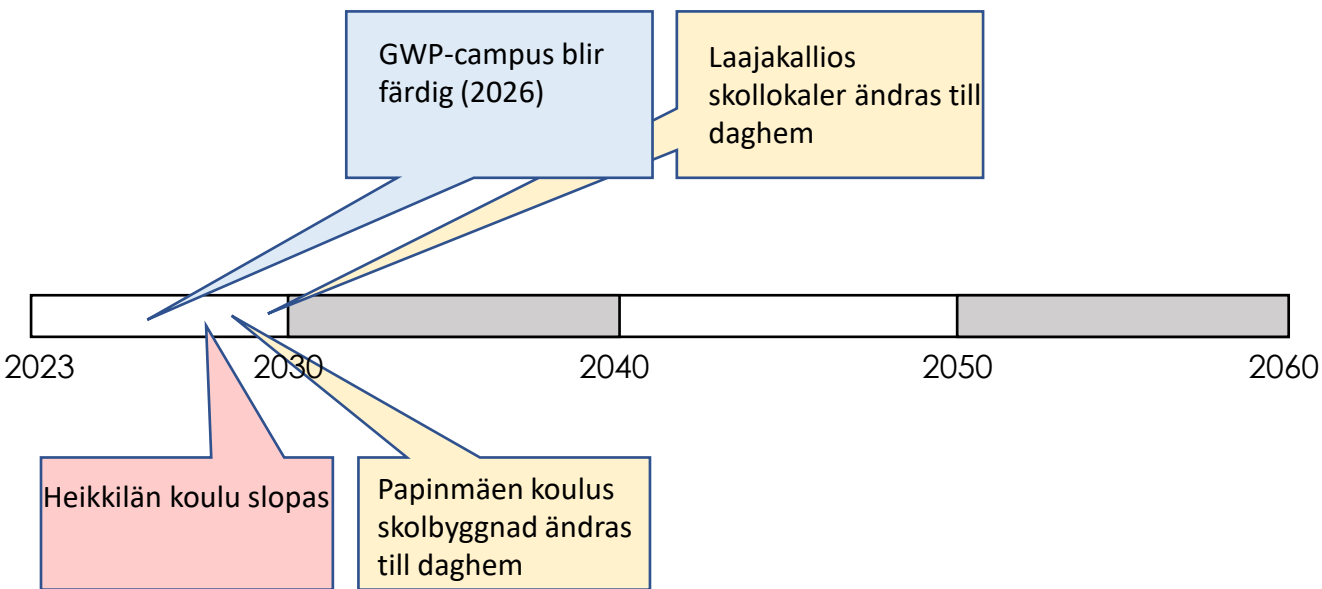 GWP-campus blir
färdig (2026)
Laajakallios
skollokaler ändras till
daghem
2023
2030
2040
2050
2060
Heikkilän koulu slopas
Papinmäen koulus
skolbyggnad ändras
till daghem